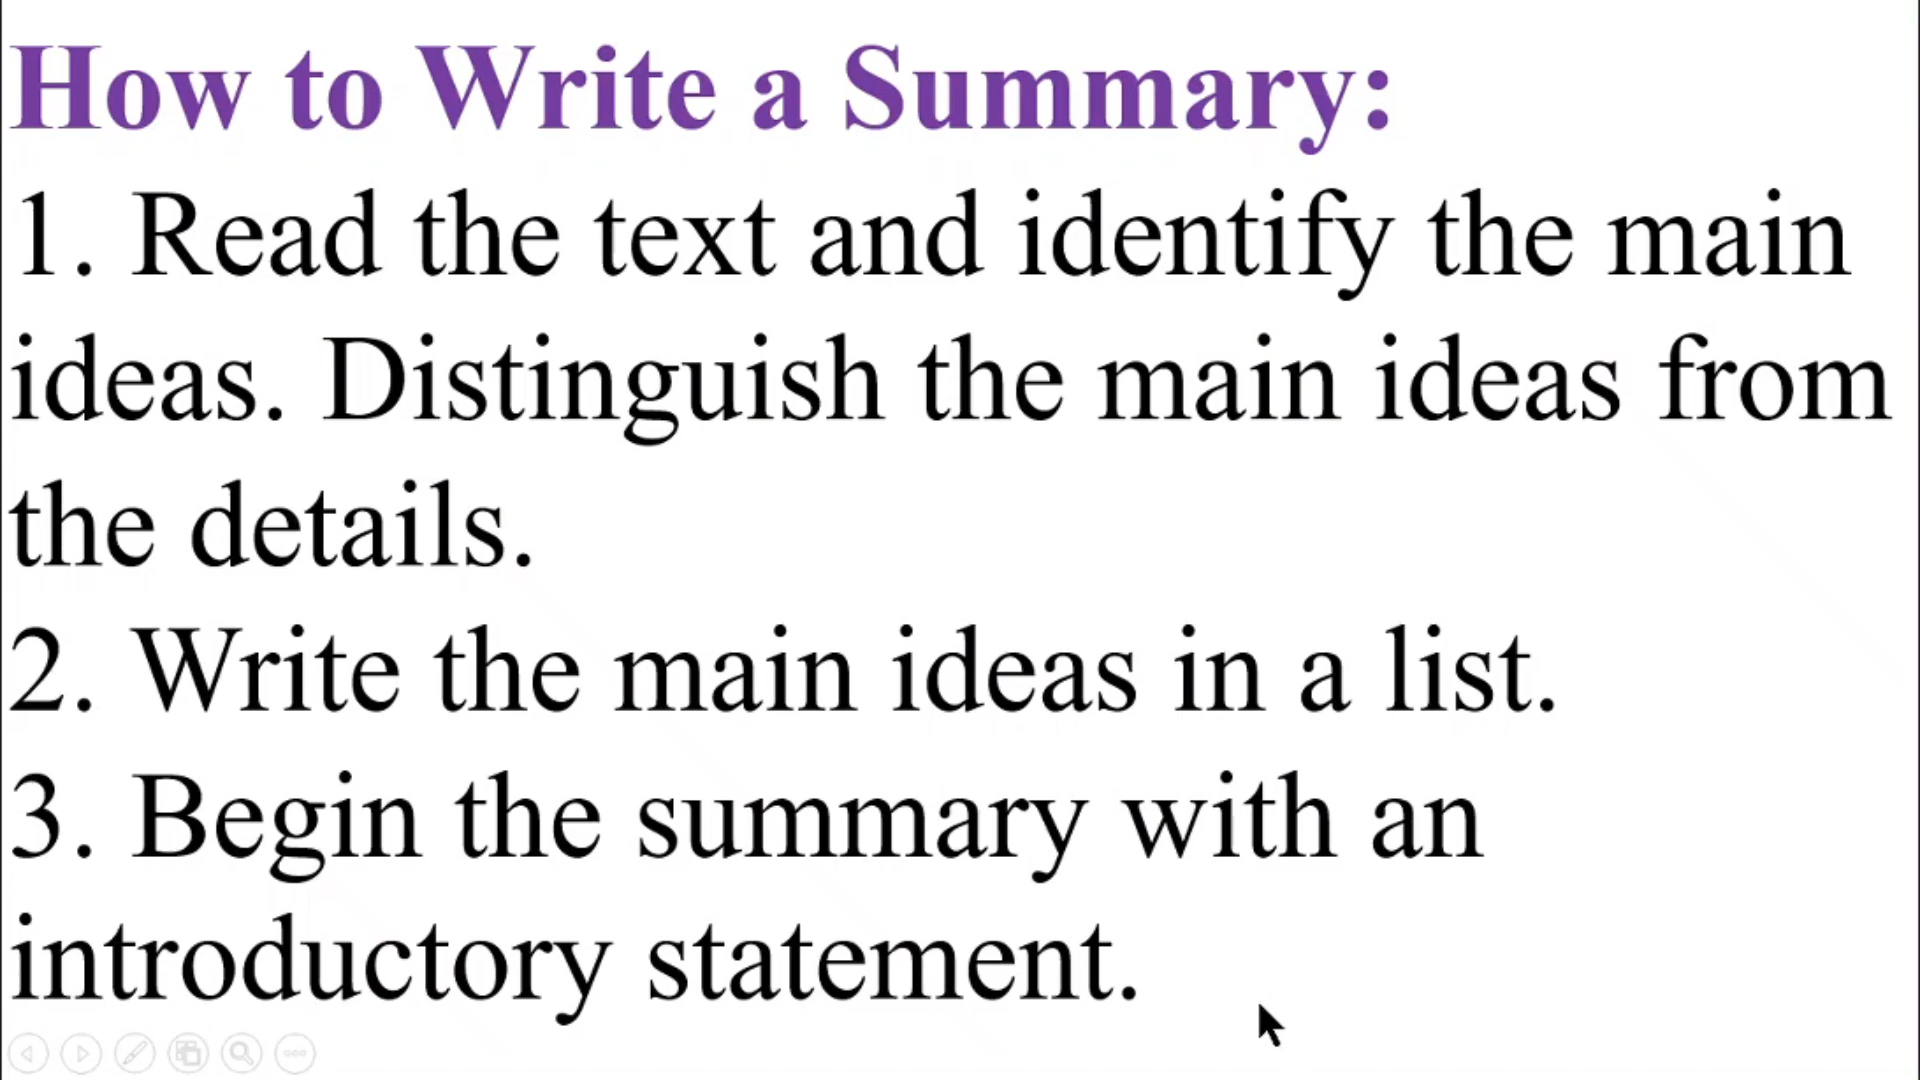 How to Write a Summary:
1. Read the text and identify the main
ideas. Distinguish the main ideas from
the details.
2. Write the main ideas in a list.
3. Begin the summary with an
introductory statement.